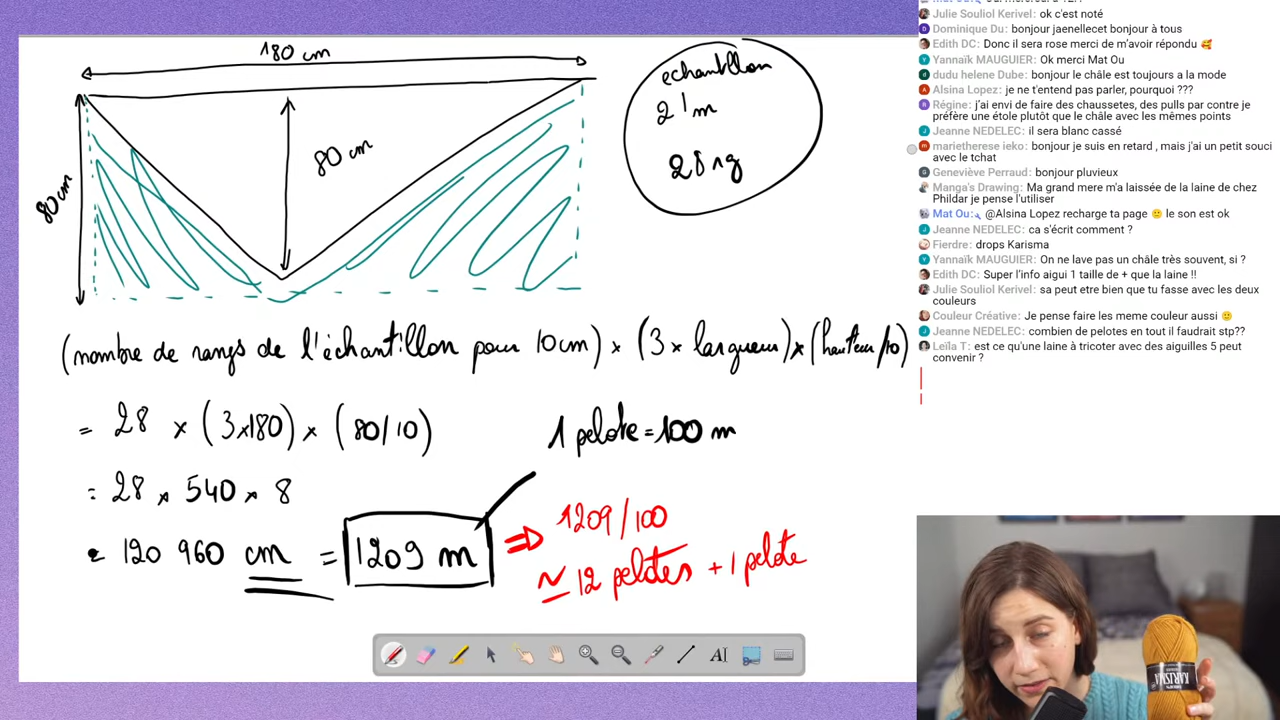 180 cm
80 cm
80 cm
echantillon
21 m
28 rg
(nombre de rangs de l'échantillon pour 10cm) × (3 × largueur) × (hauteur/10)
= 28 × (3×180) × (80/10)
1 pelote = 100 m
= 28 × 540 × 8
= 120 960 cm = 1209 m
⇒ 1209/100
≃ 12 pelotes + 1 pelote
AI
Julie Souliol Kerivel: ok c'est noté
Dominique Du: bonjour jaenellecet bonjour à tous
Edith DC: Donc il sera rose merci de m'avoir répondu 🥰
Yannaïk MAUGUIER: Ok merci Mat Ou
dudu helene Dube: bonjour le châle est toujours a la mode
Alsina Lopez: je ne t'entend pas parler, pourquoi ???
Régine: j'ai envi de faire des chaussetes, des pulls par contre je
préfère une étole plutôt que le châle avec les mêmes points
Jeanne NEDELEC: il sera blanc cassé
marietherese ieko: bonjour je suis en retard , mais j'ai un petit souci
avec le tchat
Geneviève Perraud: bonjour pluvieux
Manga's Drawing: Ma grand mere m'a laissée de la laine de chez
Phildar je pense l'utiliser
Mat Ou: @Alsina Lopez recharge ta page 🙂 le son est ok
Jeanne NEDELEC: ca s'écrit comment ?
Fierdre: drops Karisma
Yannaïk MAUGUIER: On ne lave pas un châle très souvent, si ?
Edith DC: Super l'info aigui 1 taille de + que la laine !!
Julie Souliol Kerivel: sa peut etre bien que tu fasse avec les deux
couleurs
Couleur Créative: Je pense faires les meme couleur aussi 🙂
Jeanne NEDELEC: combien de pelotes en tout il faudrait stp??
Leïla T: est ce qu'une laine à tricoter avec des aiguilles 5 peut
convenir ?
KARISMA